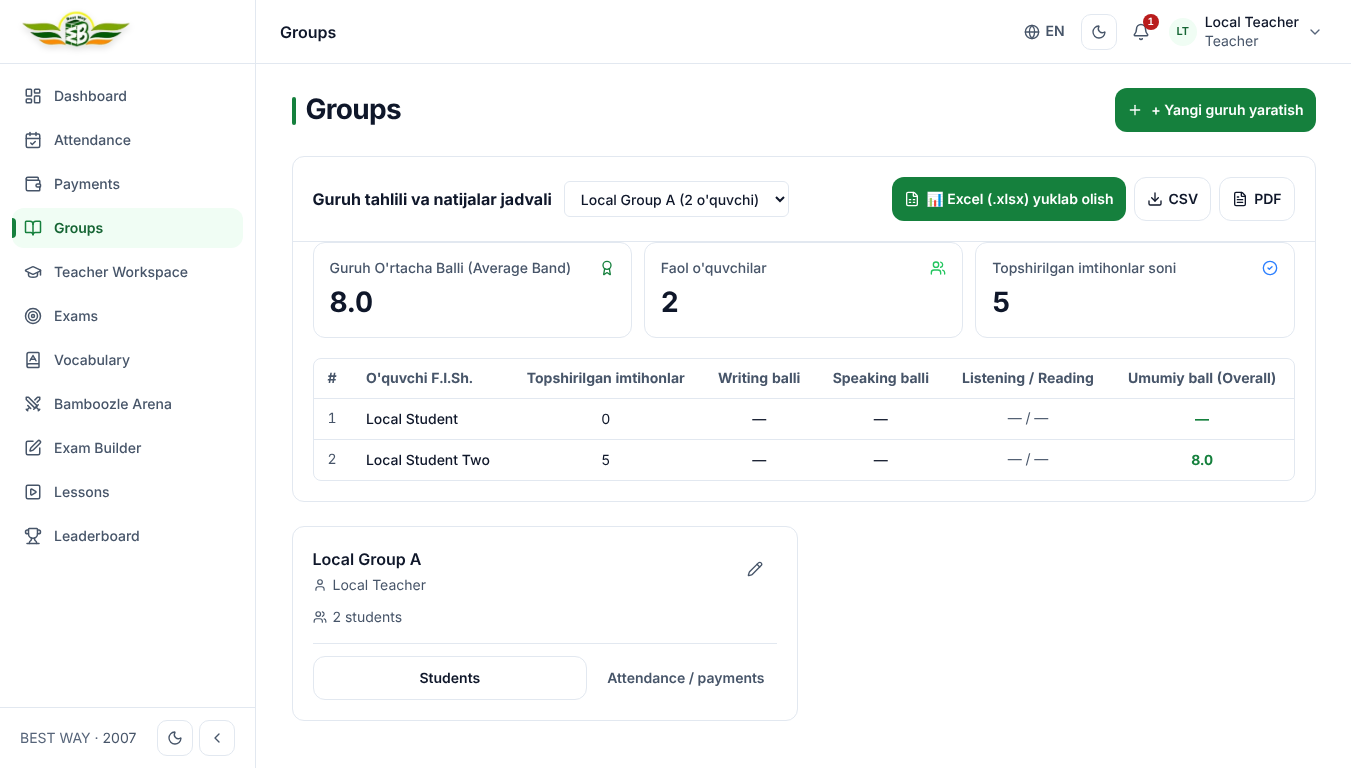 Groups
EN
1
LT
Local Teacher
Teacher
Dashboard
Attendance
Payments
Groups
Teacher Workspace
Exams
Vocabulary
Bamboozle Arena
Exam Builder
Lessons
Leaderboard
BEST WAY · 2007
Groups
+ Yangi guruh yaratish
Guruh tahlili va natijalar jadvali
Local Group A (2 o'quvchi)
Excel (.xlsx) yuklab olish
CSV
PDF
Guruh O'rtacha Balli (Average Band)
8.0
Faol o'quvchilar
2
Topshirilgan imtihonlar soni
5
# O'quvchi F.I.Sh. Topshirilgan imtihonlar Writing balli Speaking balli Listening / Reading Umumiy ball (Overall)
1 Local Student 0 — — — / — —
2 Local Student Two 5 — — — / — 8.0
Local Group A
Local Teacher
2 students
Students
Attendance / payments